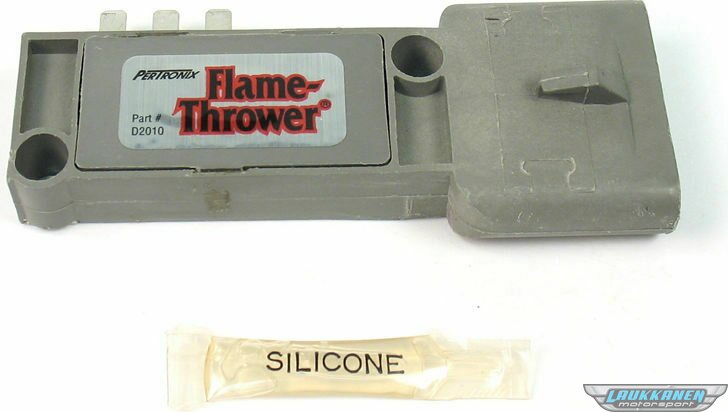 PERTRONIX
Flame-
Thrower®
Part #
D2010
SILICONE
LAUKKANEN
motorsport